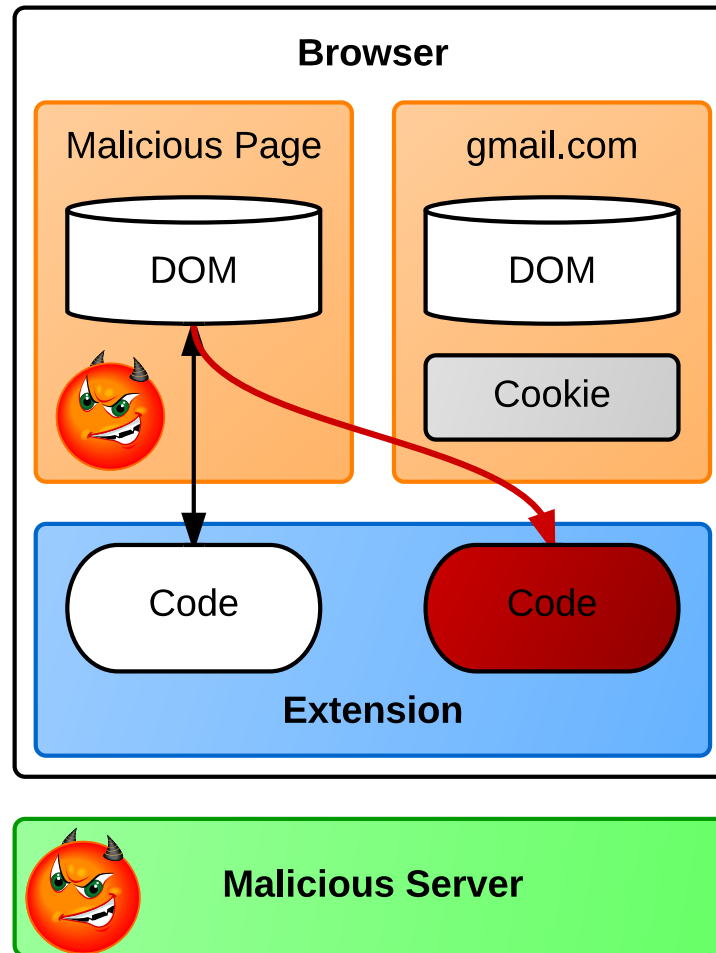 Browser
Malicious Page
gmail.com
DOM
DOM
Cookie
Code
Code
Extension
Malicious Server